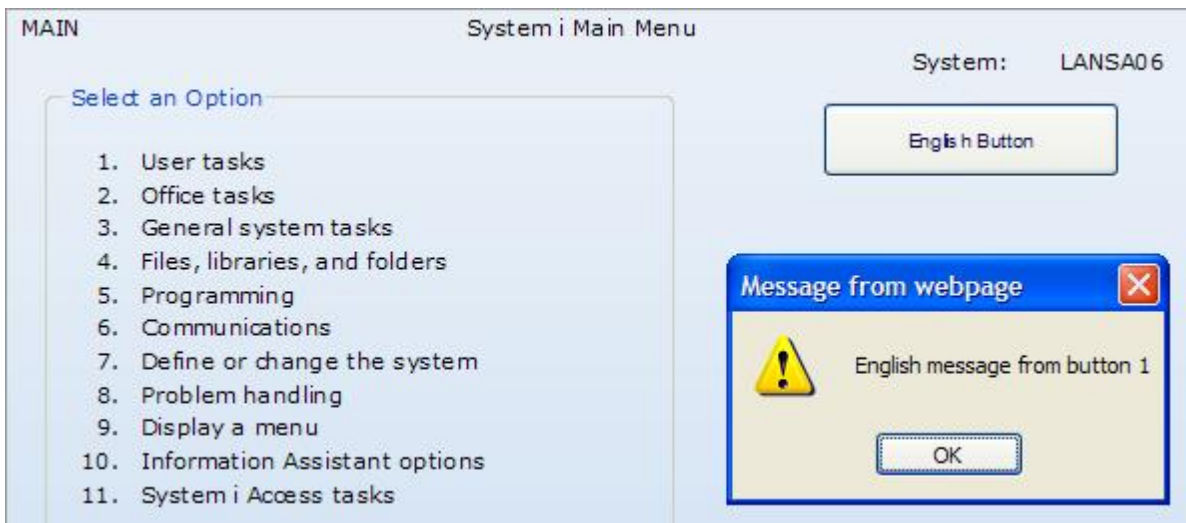 MAIN System i Main Menu
System: LANSA06
Select an Option
English Button
1. User tasks
2. Office tasks
3. General system tasks
4. Files, libraries, and folders
5. Programming
6. Communications
7. Define or change the system
8. Problem handling
9. Display a menu
10. Information Assistant options
11. System i Access tasks
Message from webpage
English message from button 1
OK